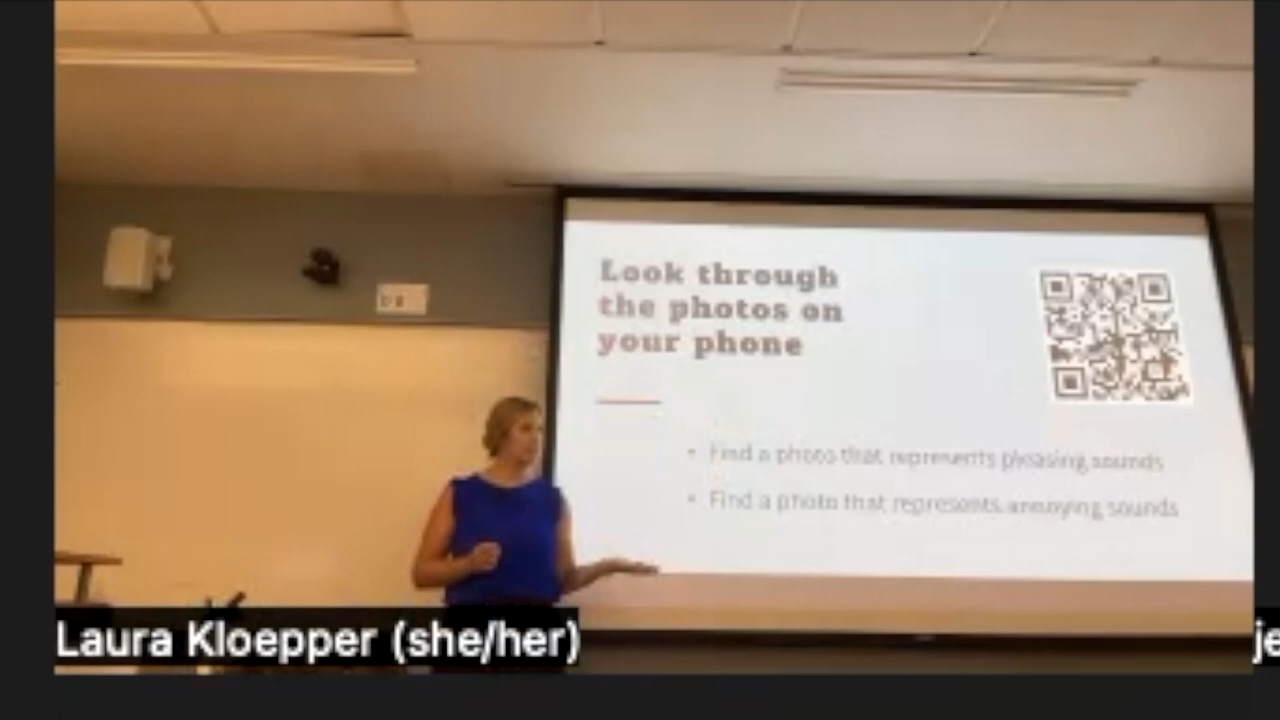 Look through
the photos on
your phone
• Find a photo that represents pleasing sounds
• Find a photo that represents annoying sounds
Laura Kloepper (she/her)
je